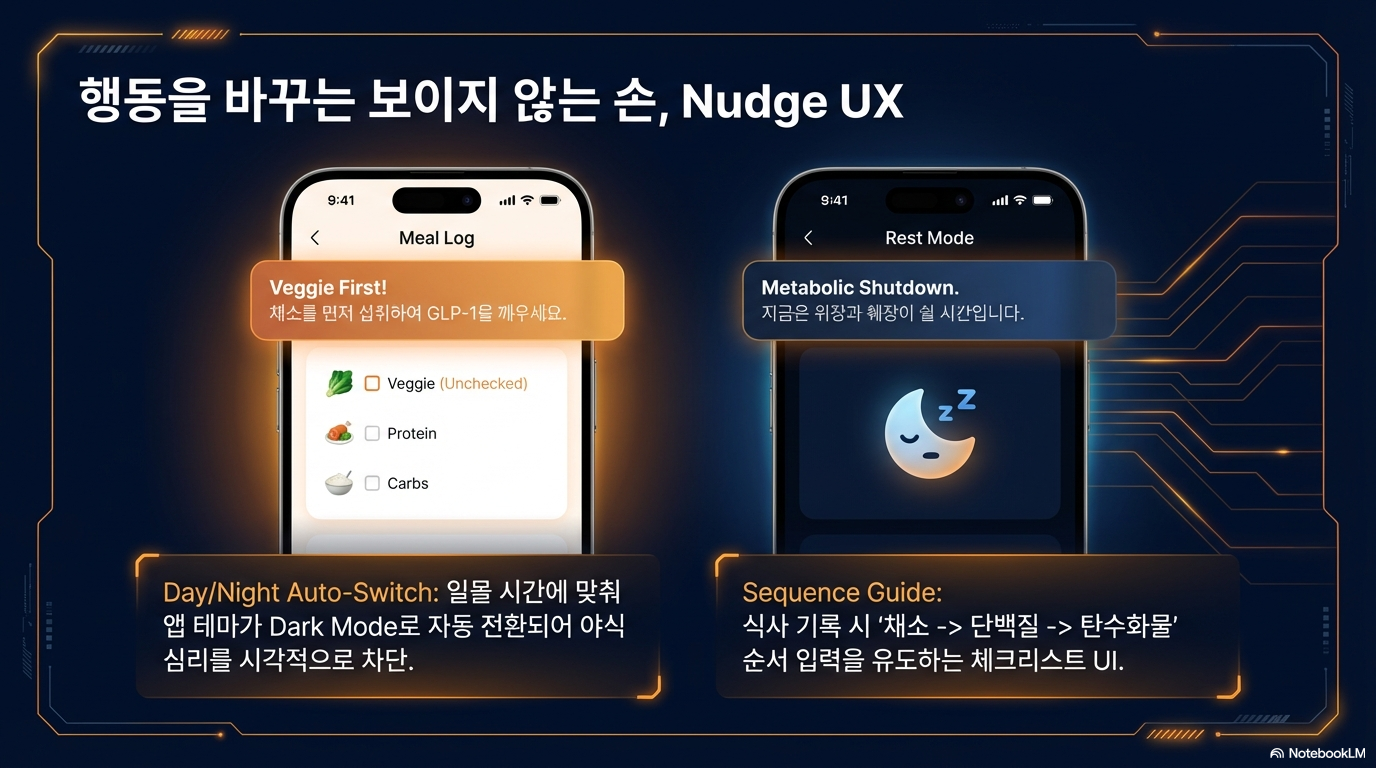 행동을 바꾸는 보이지 않는 손, Nudge UX
9:41
Meal Log
Veggie First!
채소를 먼저 섭취하여 GLP-1을 깨우세요.
Veggie (Unchecked)
Protein
Carbs
Day/Night Auto-Switch: 일몰 시간에 맞춰
앱 테마가 Dark Mode로 자동 전환되어 야식
심리를 시각적으로 차단.
9:41
Rest Mode
Metabolic Shutdown.
지금은 위장과 췌장이 쉴 시간입니다.
z z
Sequence Guide:
식사 기록 시 ‘채소 -> 단백질 -> 탄수화물’
순서 입력을 유도하는 체크리스트 UI.
NotebookLM